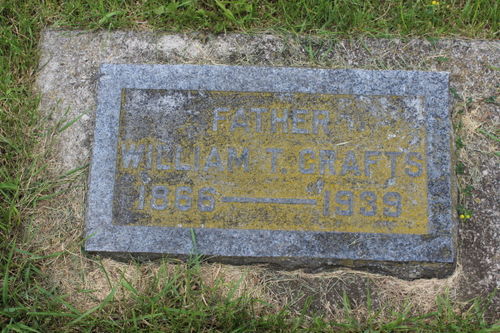 FATHER
WILLIAM T. CRAFTS
1866 — 1939